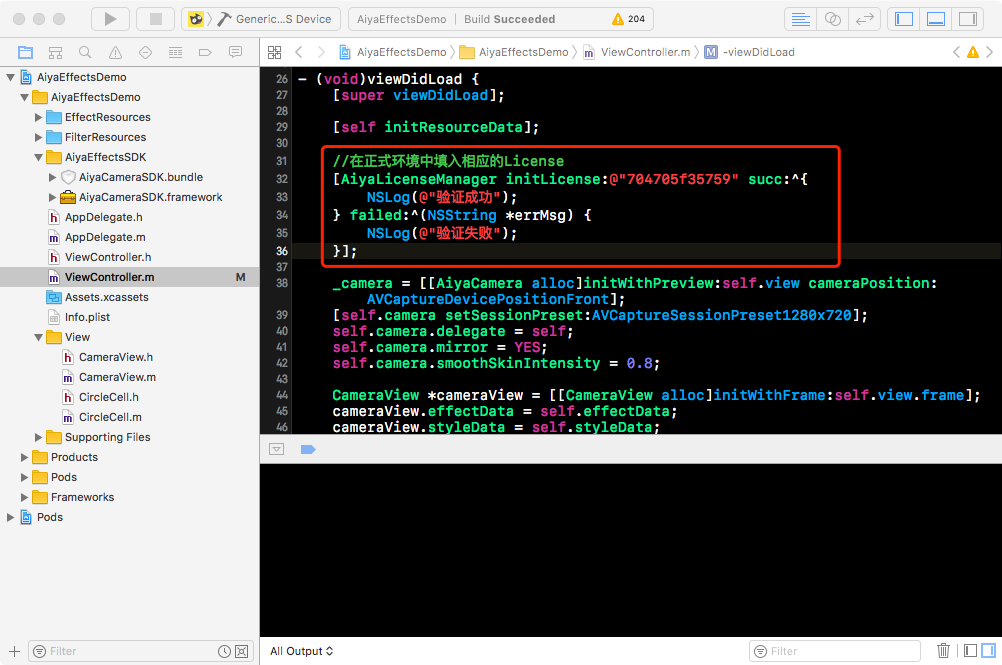 Generic...S Device
AiyaEffectsDemo | Build Succeeded
204
AiyaEffectsDemo
AiyaEffectsDemo
EffectResources
FilterResources
AiyaEffectsSDK
AiyaCameraSDK.bundle
AiyaCameraSDK.framework
AppDelegate.h
AppDelegate.m
ViewController.h
ViewController.m M
Assets.xcassets
Info.plist
View
CameraView.h
CameraView.m
CircleCell.h
CircleCell.m
Supporting Files
Products
Pods
Frameworks
Pods
Filter
AiyaEffectsDemo AiyaEffectsDemo ViewController.m M -viewDidLoad
26 - (void)viewDidLoad {
27 [super viewDidLoad];
28
29 [self initResourceData];
30
31 //在正式环境中填入相应的License
32 [AiyaLicenseManager initLicense:@"704705f35759" succ:^{
33 NSLog(@"验证成功");
34 } failed:^(NSString *errMsg) {
35 NSLog(@"验证失败");
36 }];
37
38 _camera = [[AiyaCamera alloc]initWithPreview:self.view cameraPosition:
AVCaptureDevicePositionFront];
39 [self.camera setSessionPreset:AVCaptureSessionPreset1280x720];
40 self.camera.delegate = self;
41 self.camera.mirror = YES;
42 self.camera.smoothSkinIntensity = 0.8;
43
44 CameraView *cameraView = [[CameraView alloc]initWithFrame:self.view.frame];
45 cameraView.effectData = self.effectData;
46 cameraView.styleData = self.styleData;
All Output
Filter